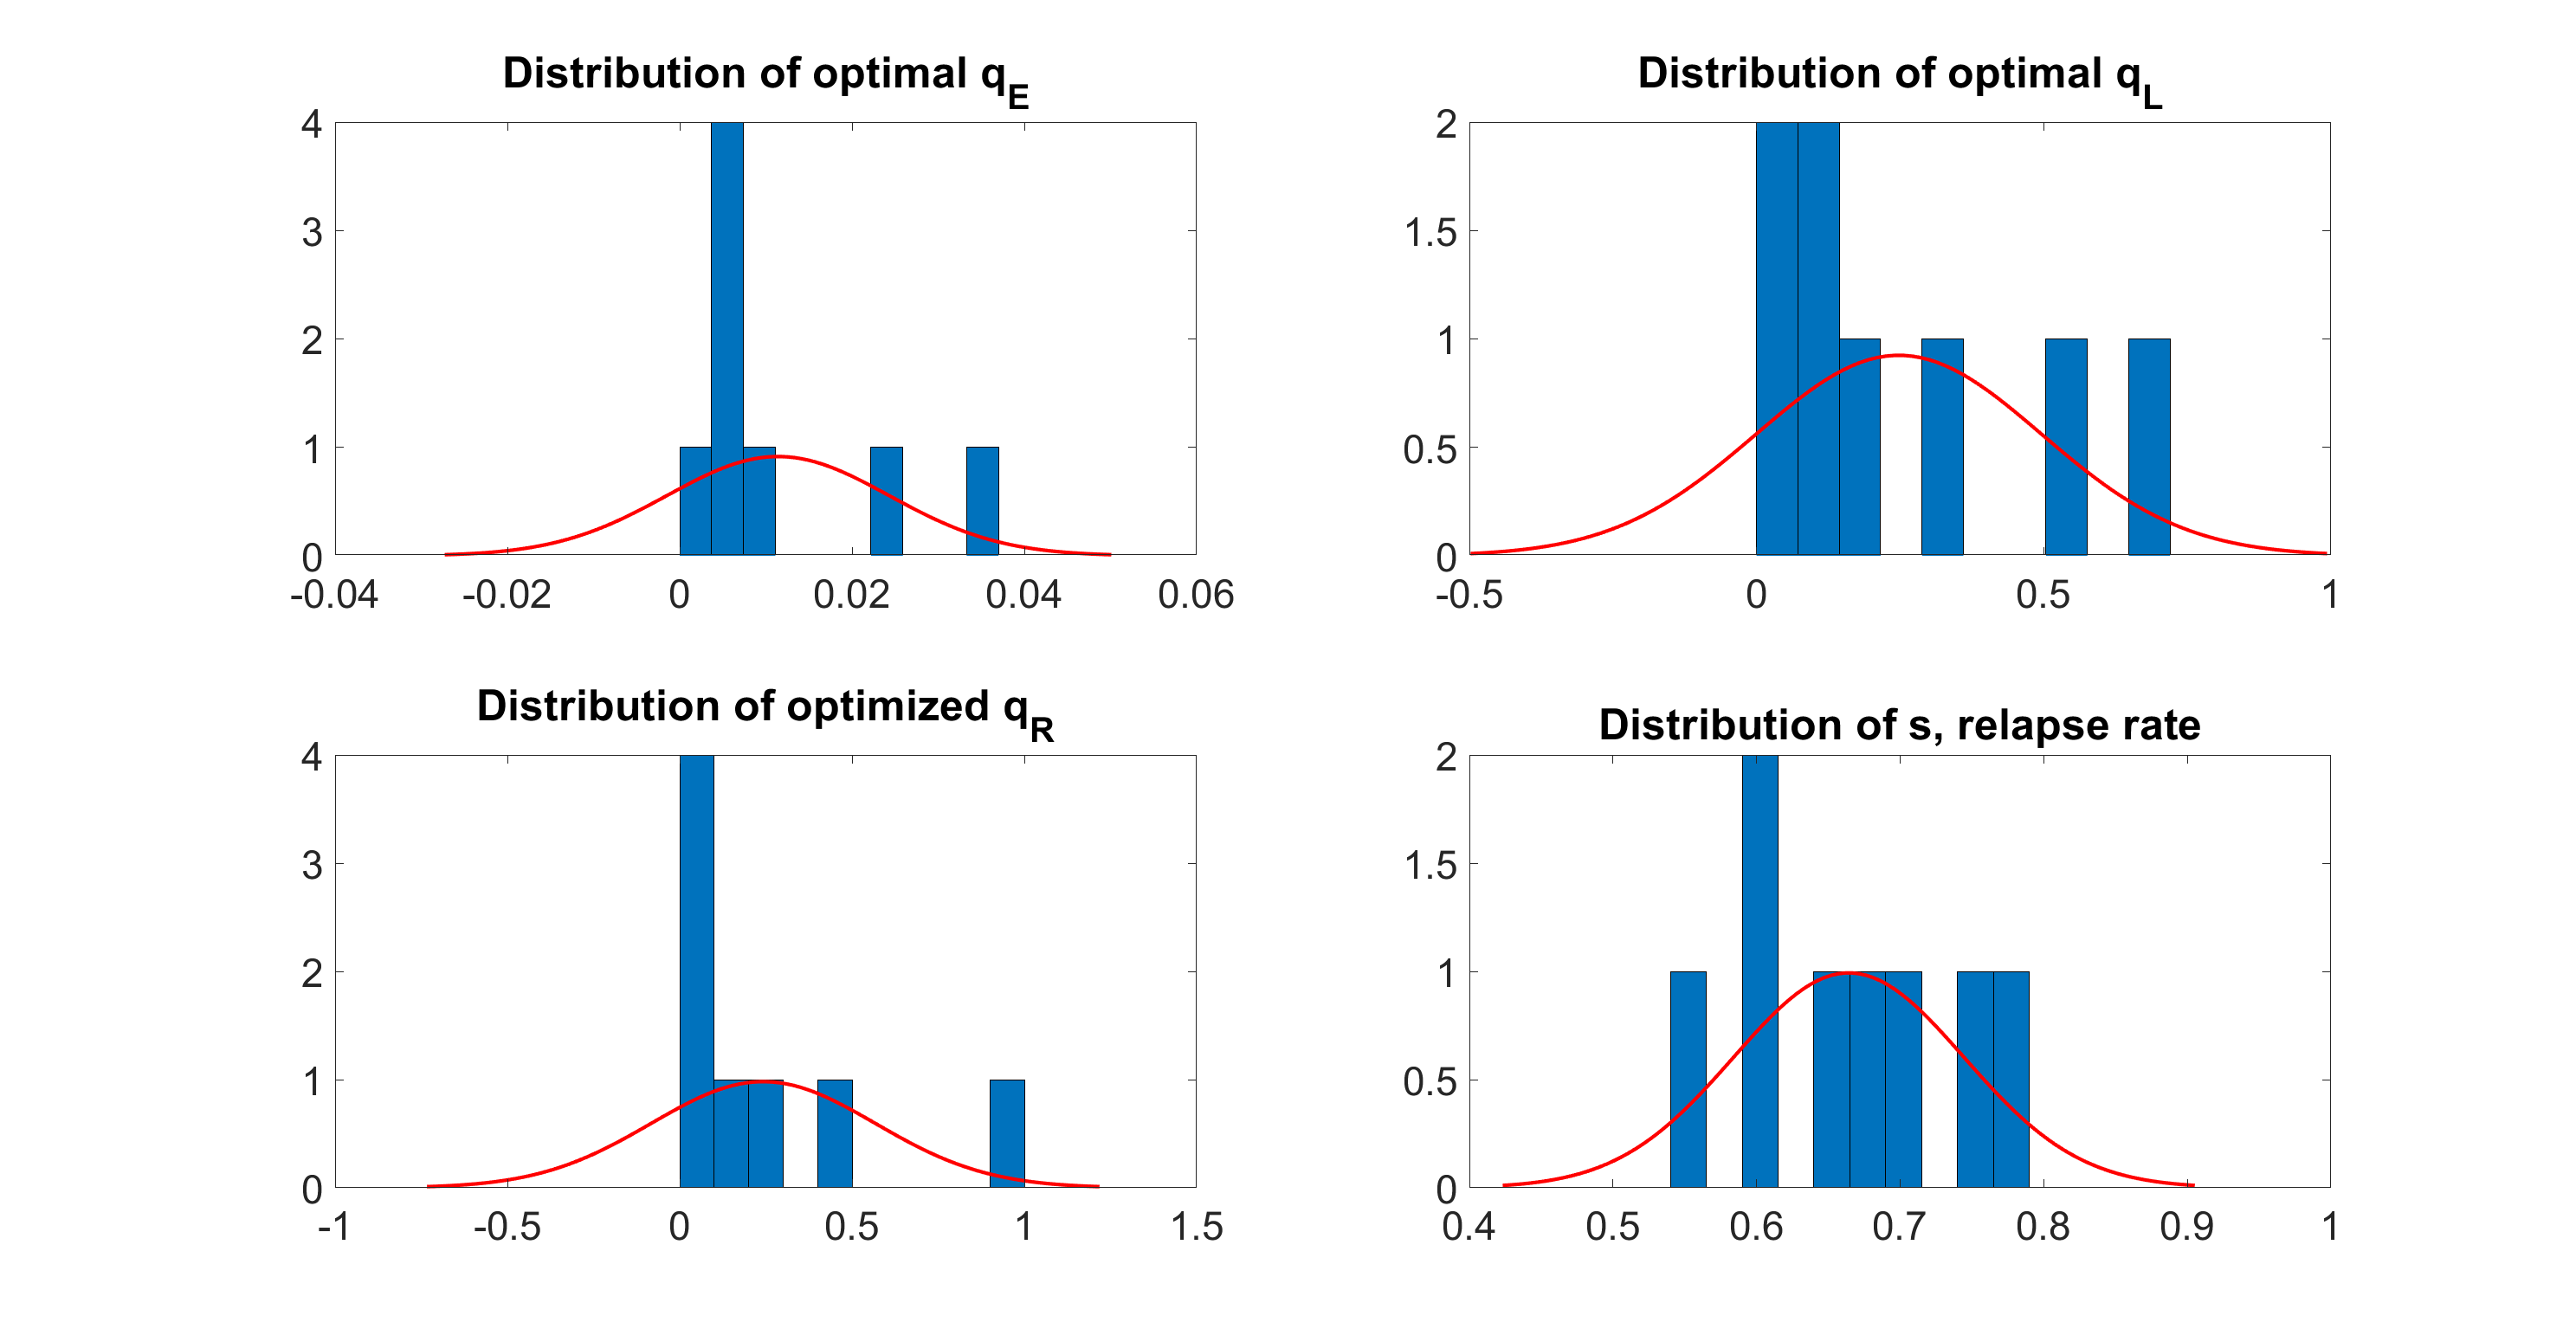 Distribution of optimal qE
4
3
2
1
0
-0.04 -0.02 0 0.02 0.04 0.06
Distribution of optimal qL
2
1.5
1
0.5
0
-0.5 0 0.5 1
Distribution of optimized qR
4
3
2
1
0
-1 -0.5 0 0.5 1 1.5
Distribution of s, relapse rate
2
1.5
1
0.5
0
0.4 0.5 0.6 0.7 0.8 0.9 1